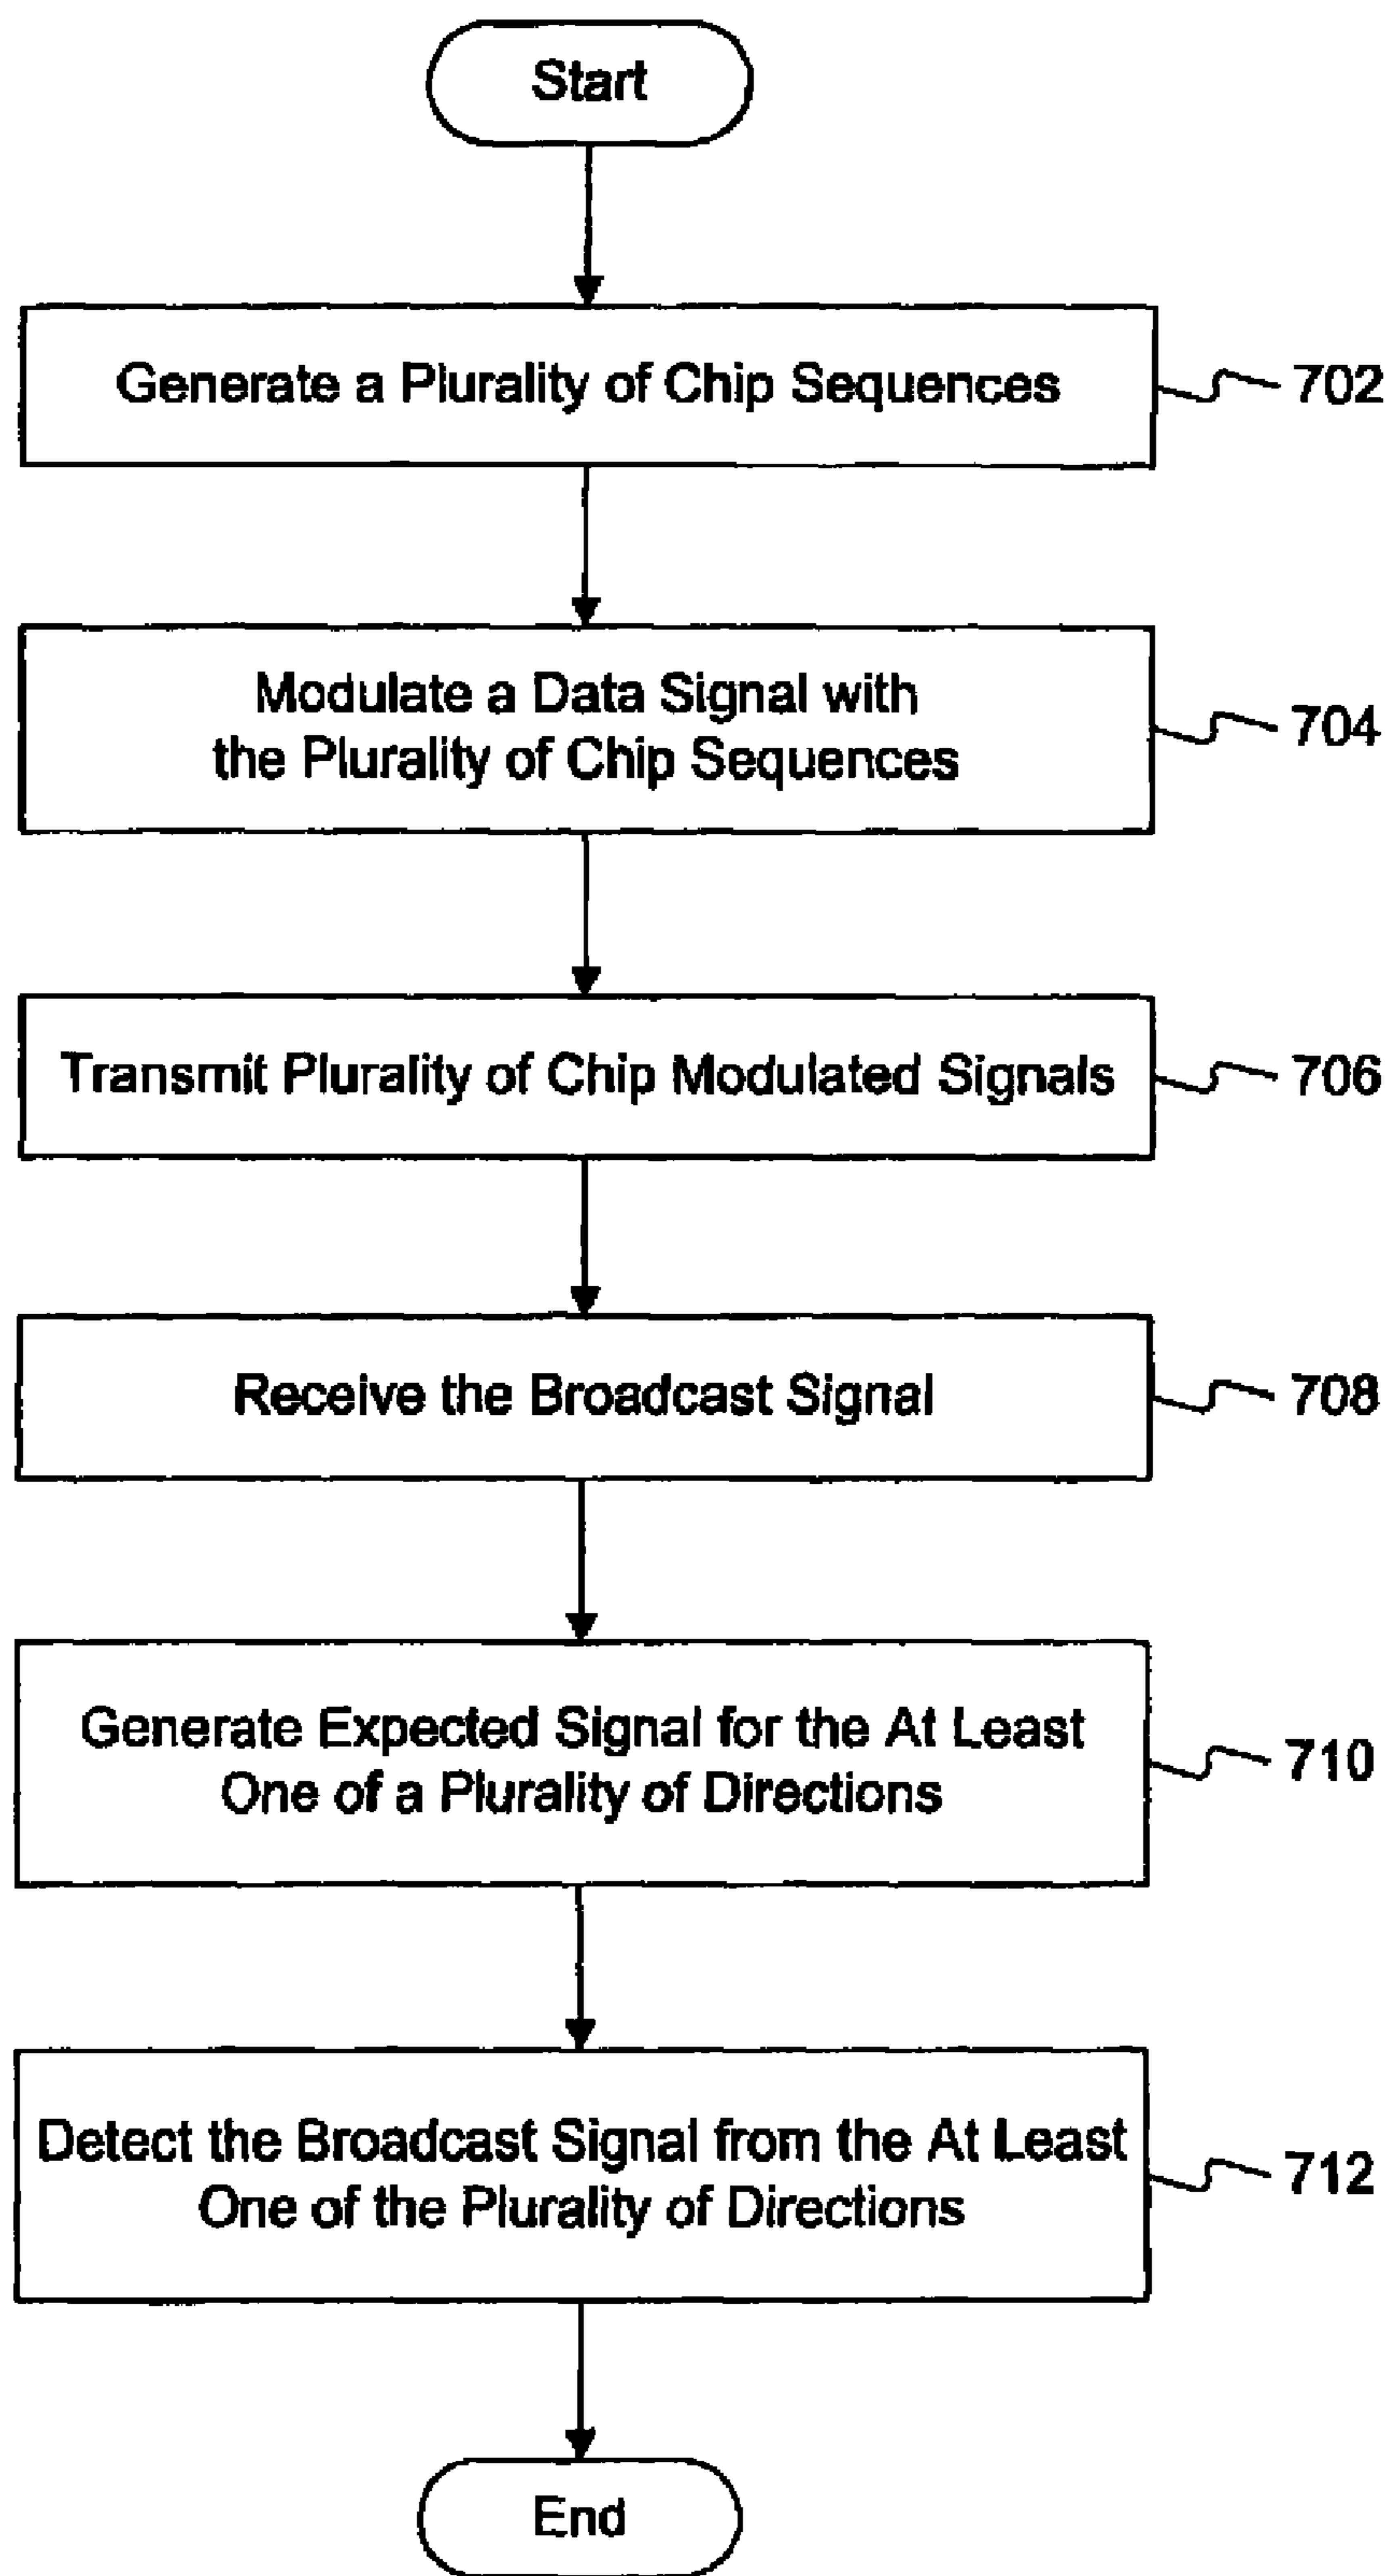 Start
Generate a Plurality of Chip Sequences
702
Modulate a Data Signal with
the Plurality of Chip Sequences
704
Transmit Plurality of Chip Modulated Signals
706
Receive the Broadcast Signal
708
Generate Expected Signal for the At Least
One of a Plurality of Directions
710
Detect the Broadcast Signal from the At Least
One of the Plurality of Directions
712
End